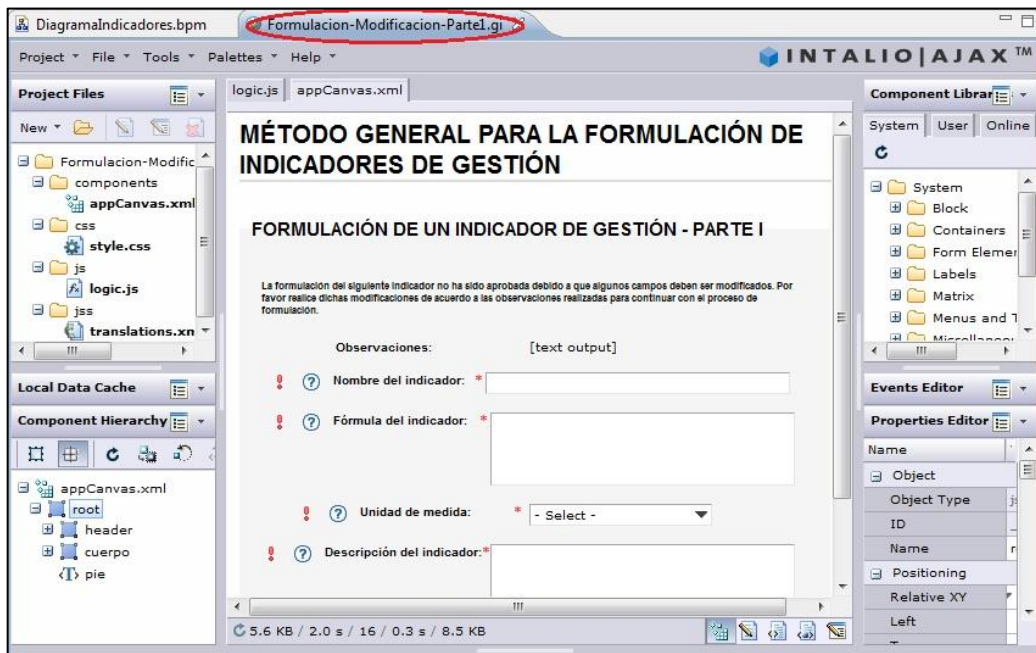 DiagramaIndicadores.bpm
Formulacion-Modificacion-Parte1.gi
Project File Tools Palettes Help
INTALIO|AJAX™
Project Files
New
Formulacion-Modific
components
appCanvas.xml
css
style.css
js
logic.js
jss
translations.xn
Local Data Cache
Component Hierarchy
appCanvas.xml
root
header
cuerpo
pie
logic.js appCanvas.xml
MÉTODO GENERAL PARA LA FORMULACIÓN DE
INDICADORES DE GESTIÓN
FORMULACIÓN DE UN INDICADOR DE GESTIÓN - PARTE I
La formulación del siguiente indicador no ha sido aprobada debido a que algunos campos deben ser modificados. Por
favor realice dichas modificaciones de acuerdo a las observaciones realizadas para continuar con el proceso de
formulación.
Observaciones: [text output]
Nombre del indicador: *
Fórmula del indicador: *
Unidad de medida: * - Select -
Descripción del indicador:*
5.6 KB / 2.0 s / 16 / 0.3 s / 8.5 KB
Component Librar
System User Online
System
Block
Containers
Form Elemer
Labels
Matrix
Menus and T
Events Editor
Properties Editor
Name
Object
Object Type
ID
Name
Positioning
Relative XY
Left